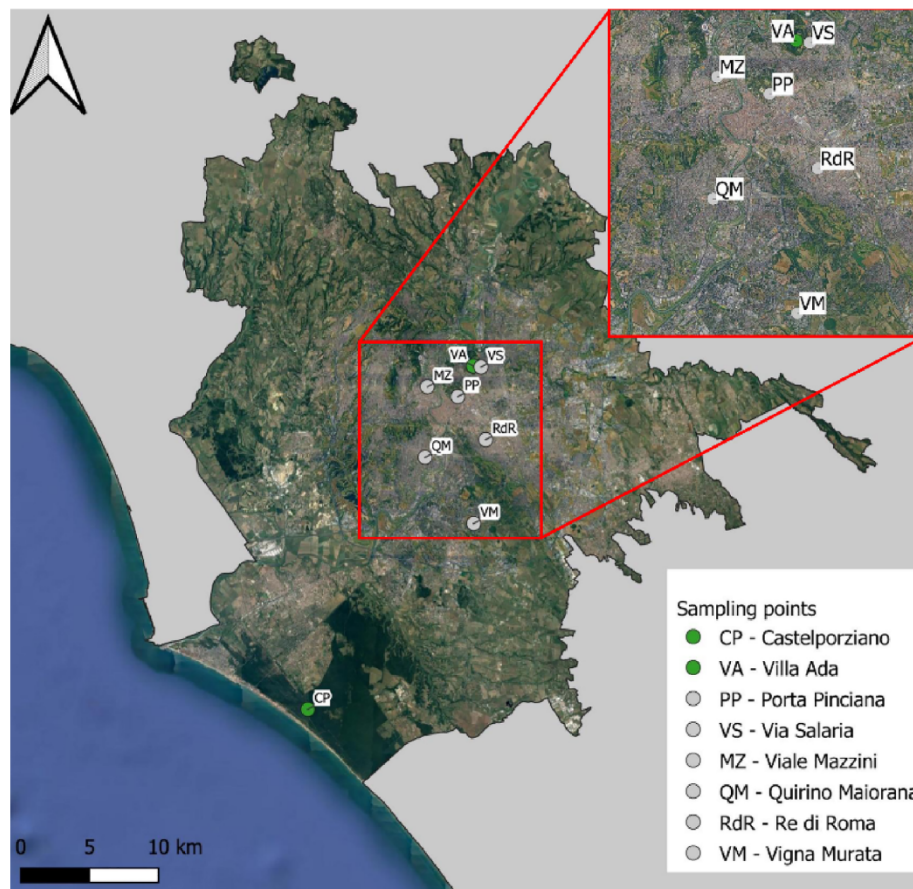 VA
VS
MZ
PP
RdR
QM
VM
VA
VS
MZ
PP
RdR
QM
VM
CP
Sampling points
CP - Castelporziano
VA - Villa Ada
PP - Porta Pinciana
VS - Via Salaria
MZ - Viale Mazzini
QM - Quirino Maiorana
RdR - Re di Roma
VM - Vigna Murata
0 5 10 km